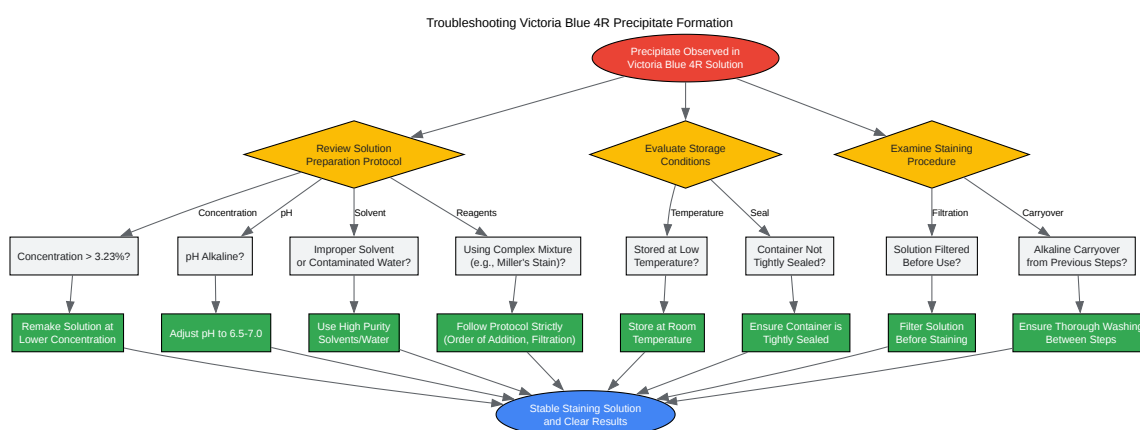 Troubleshooting Victoria Blue 4R Precipitate Formation
Precipitate Observed in
Victoria Blue 4R Solution
Review Solution
Preparation Protocol
Evaluate Storage
Conditions
Examine Staining
Procedure
Concentration
pH
Solvent
Reagents
Temperature
Seal
Filtration
Carryover
Concentration > 3.23%?
pH Alkaline?
Improper Solvent
or Contaminated Water?
Using Complex Mixture
(e.g., Miller's Stain)?
Stored at Low
Temperature?
Container Not
Tightly Sealed?
Solution Filtered
Before Use?
Alkaline Carryover
from Previous Steps?
Remake Solution at
Lower Concentration
Adjust pH to 6.5-7.0
Use High Purity
Solvents/Water
Follow Protocol Strictly
(Order of Addition, Filtration)
Store at Room
Temperature
Ensure Container is
Tightly Sealed
Filter Solution
Before Staining
Ensure Thorough Washing
Between Steps
Stable Staining Solution
and Clear Results